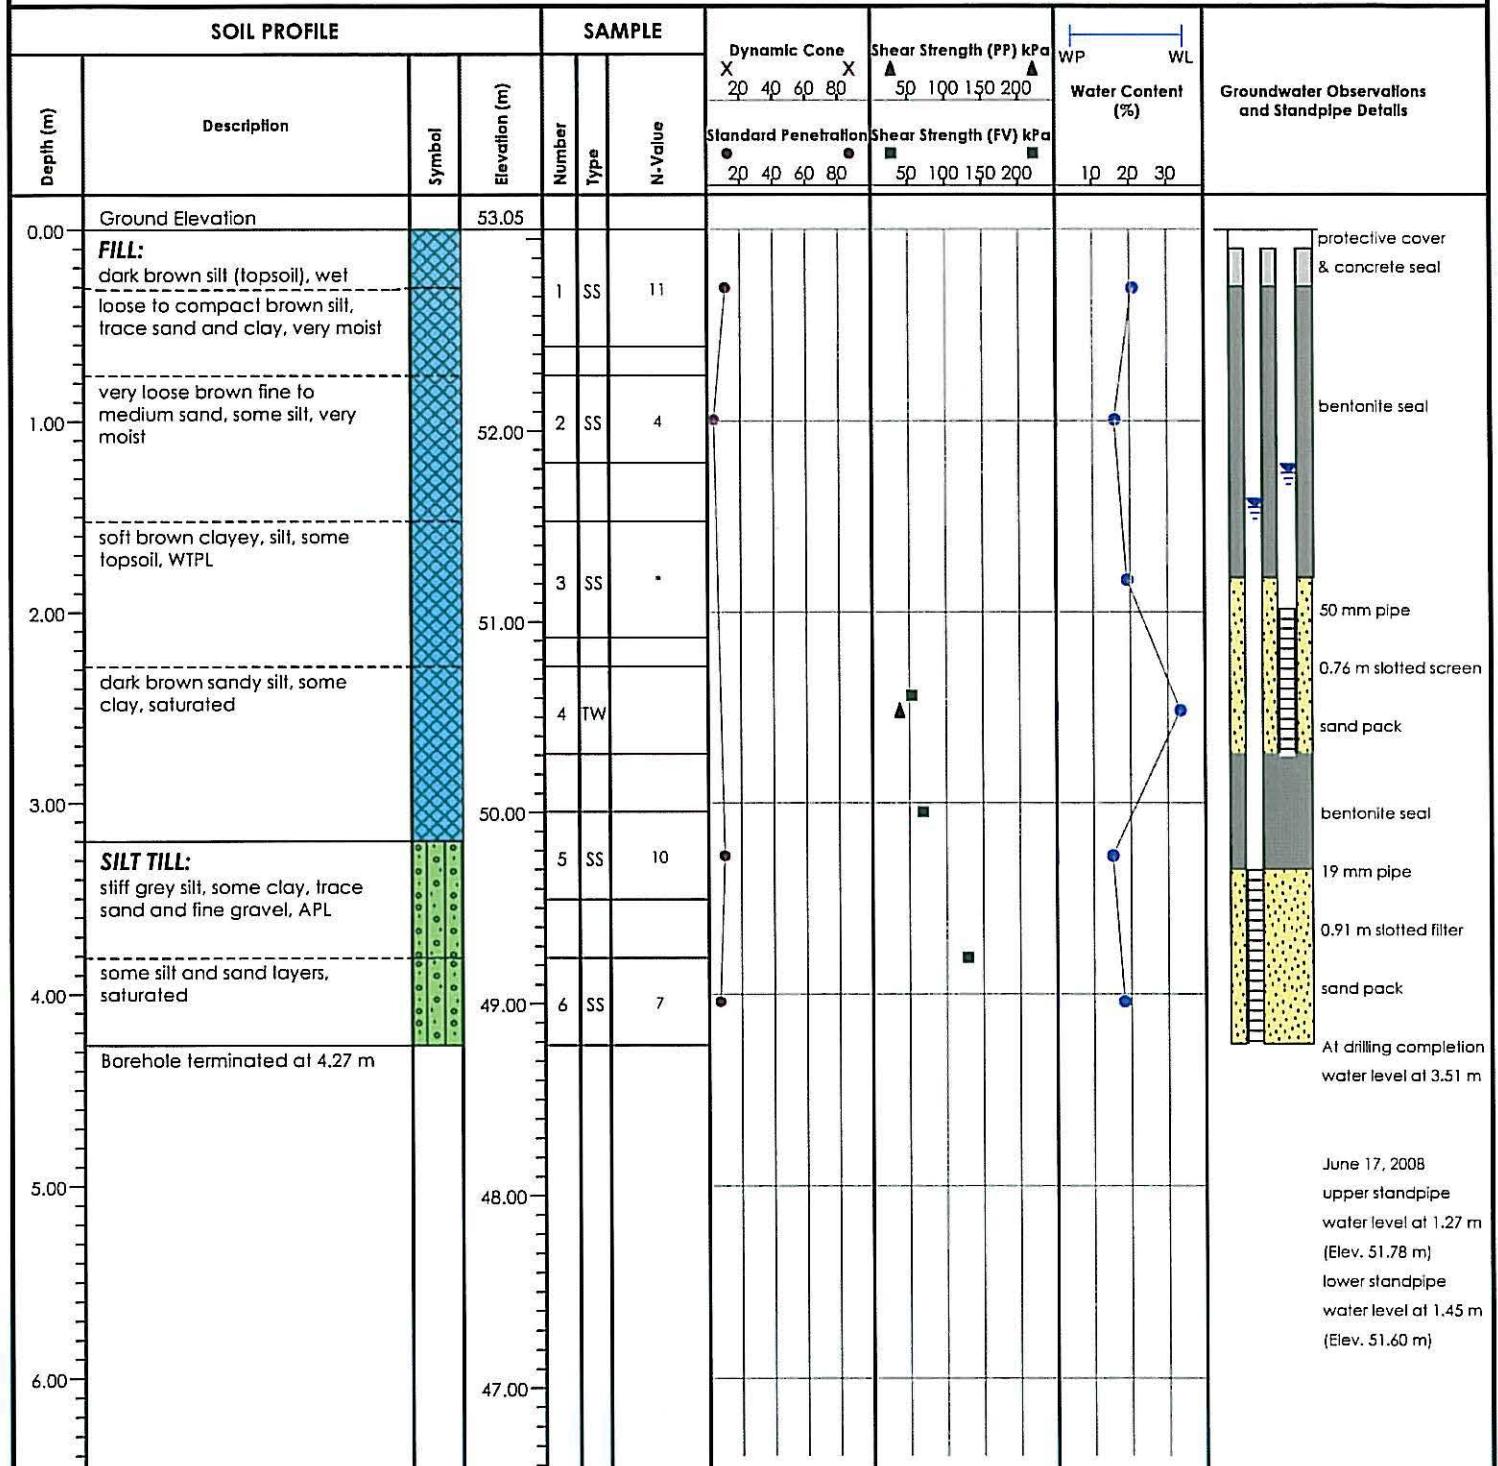 SOIL PROFILE
SAMPLE
Depth (m)
Description
Symbol
Elevation (m)
Number
Type
N-Value
Dynamic Cone
X X
20 40 60 80
Standard Penetration
20 40 60 80
Shear Strength (PP) kPa
50 100 150 200
Shear Strength (FV) kPa
50 100 150 200
WP WL
Water Content
(%)
10 20 30
Groundwater Observations
and Standpipe Details
Ground Elevation
53.05
0.00
FILL:
dark brown silt (topsoil), wet
loose to compact brown silt,
trace sand and clay, very moist
1 SS 11
very loose brown fine to
medium sand, some silt, very
moist
1.00
52.00
2 SS 4
soft brown clayey, silt, some
topsoil, WTPL
3 SS
2.00
51.00
dark brown sandy silt, some
clay, saturated
4 TW
3.00
50.00
SILT TILL:
stiff grey silt, some clay, trace
sand and fine gravel, APL
5 SS 10
some silt and sand layers,
saturated
4.00
49.00
6 SS 7
Borehole terminated at 4.27 m
5.00
48.00
6.00
47.00
protective cover
& concrete seal
bentonite seal
50 mm pipe
0.76 m slotted screen
sand pack
bentonite seal
19 mm pipe
0.91 m slotted filter
sand pack
At drilling completion
water level at 3.51 m
June 17, 2008
upper standpipe
water level at 1.27 m
(Elev. 51.78 m)
lower standpipe
water level at 1.45 m
(Elev. 51.60 m)